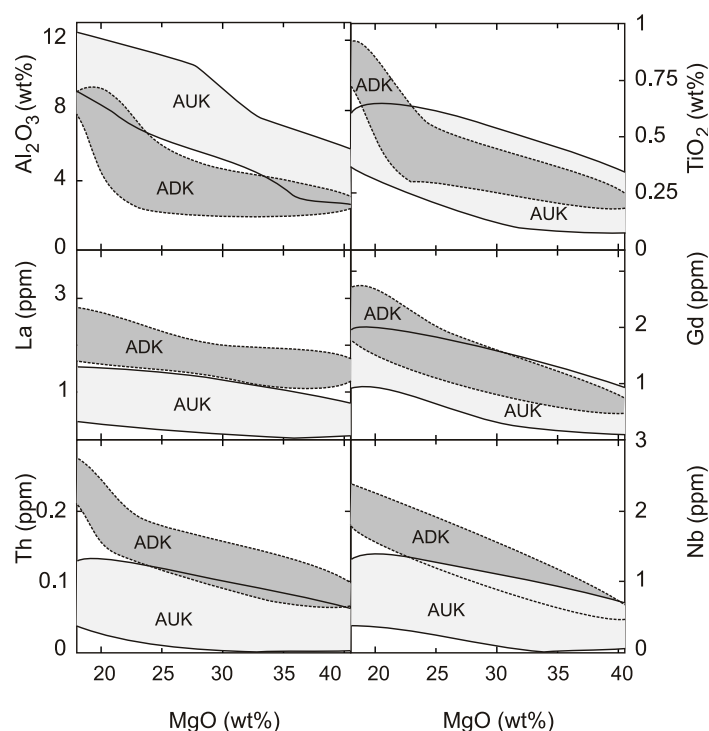 12
8
4
0
Al₂O₃ (wt%)
AUK
ADK
1
0.75
0.5
0.25
0
TiO₂ (wt%)
ADK
AUK
3
1
La (ppm)
ADK
AUK
2
1
Gd (ppm)
ADK
AUK
0.2
0.1
0
Th (ppm)
ADK
AUK
3
2
1
0
Nb (ppm)
ADK
AUK
20 25 30 35 40
20 25 30 35 40
MgO (wt%)
MgO (wt%)